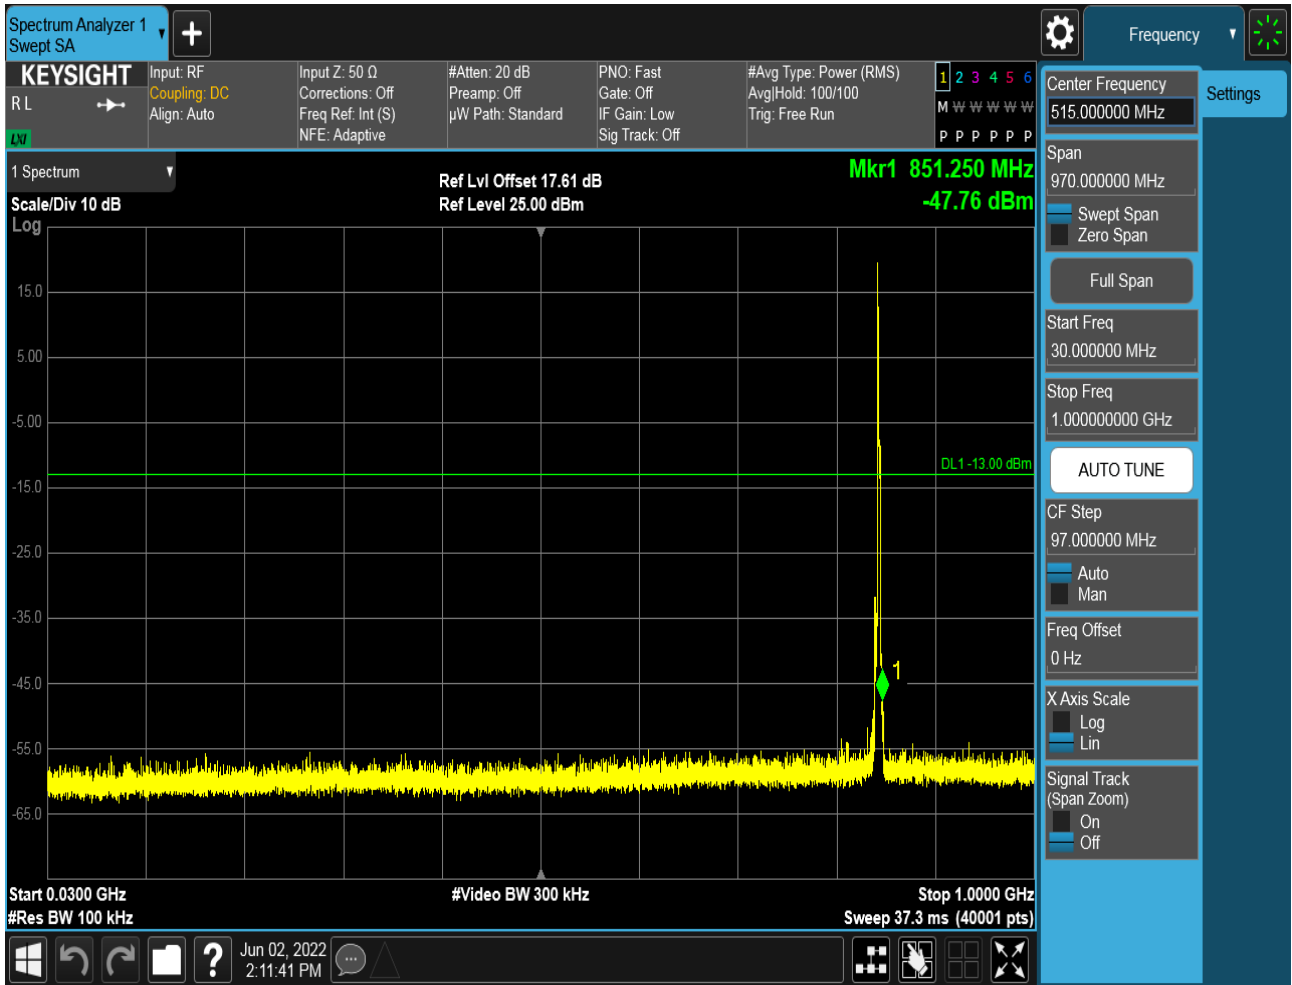 Spectrum Analyzer 1
Swept SA
Frequency
KEYSIGHT
R L
LXI
Input: RF
Coupling: DC
Align: Auto
Input Z: 50 Ω
Corrections: Off
Freq Ref: Int (S)
NFE: Adaptive
#Atten: 20 dB
Preamp: Off
µW Path: Standard
PNO: Fast
Gate: Off
IF Gain: Low
Sig Track: Off
#Avg Type: Power (RMS)
Avg|Hold: 100/100
Trig: Free Run
1 2 3 4 5 6
M W W W W W
P P P P P P
1 Spectrum
Scale/Div 10 dB
Log
Ref Lvl Offset 17.61 dB
Ref Level 25.00 dBm
Mkr1 851.250 MHz
-47.76 dBm
15.0
5.00
-5.00
-15.0
-25.0
-35.0
-45.0
-55.0
-65.0
DL1 -13.00 dBm
1
Start 0.0300 GHz
#Res BW 100 kHz
#Video BW 300 kHz
Stop 1.0000 GHz
Sweep 37.3 ms (40001 pts)
Center Frequency
515.000000 MHz
Span
970.000000 MHz
Swept Span
Zero Span
Full Span
Start Freq
30.000000 MHz
Stop Freq
1.000000000 GHz
AUTO TUNE
CF Step
97.000000 MHz
Auto
Man
Freq Offset
0 Hz
X Axis Scale
Log
Lin
Signal Track
(Span Zoom)
On
Off
Settings
?
Jun 02, 2022
2:11:41 PM